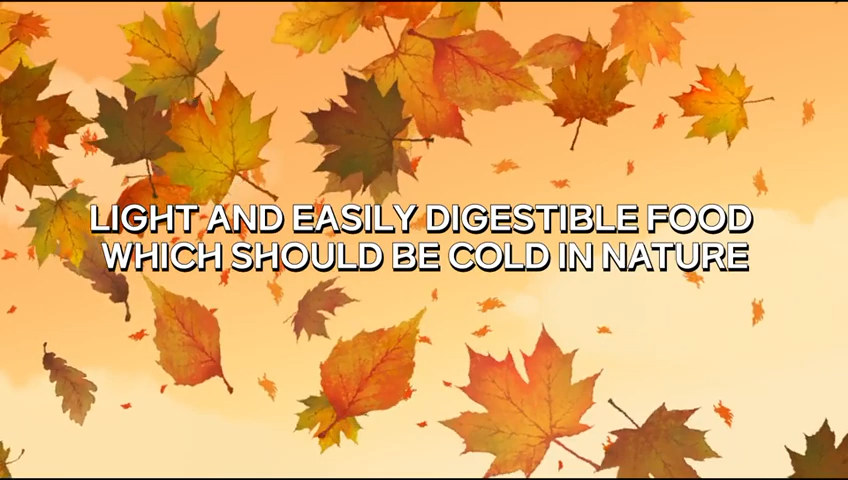 LIGHT AND EASILY DIGESTIBLE FOOD
WHICH SHOULD BE COLD IN NATURE